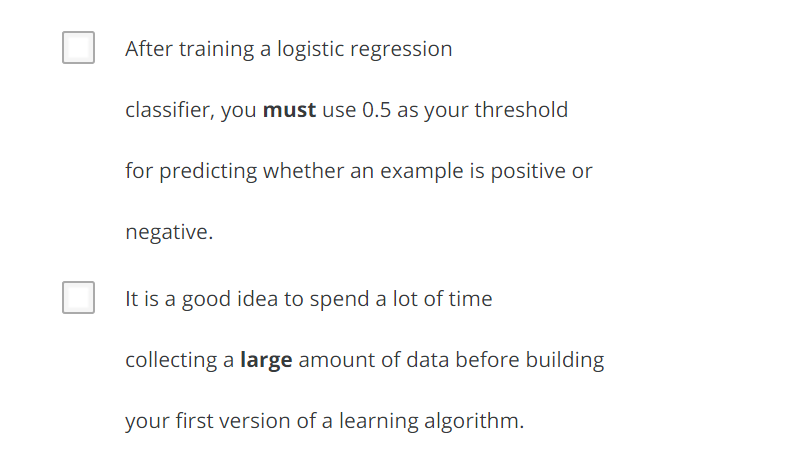 After training a logistic regression
classifier, you must use 0.5 as your threshold
for predicting whether an example is positive or
negative.
It is a good idea to spend a lot of time
collecting a large amount of data before building
your first version of a learning algorithm.